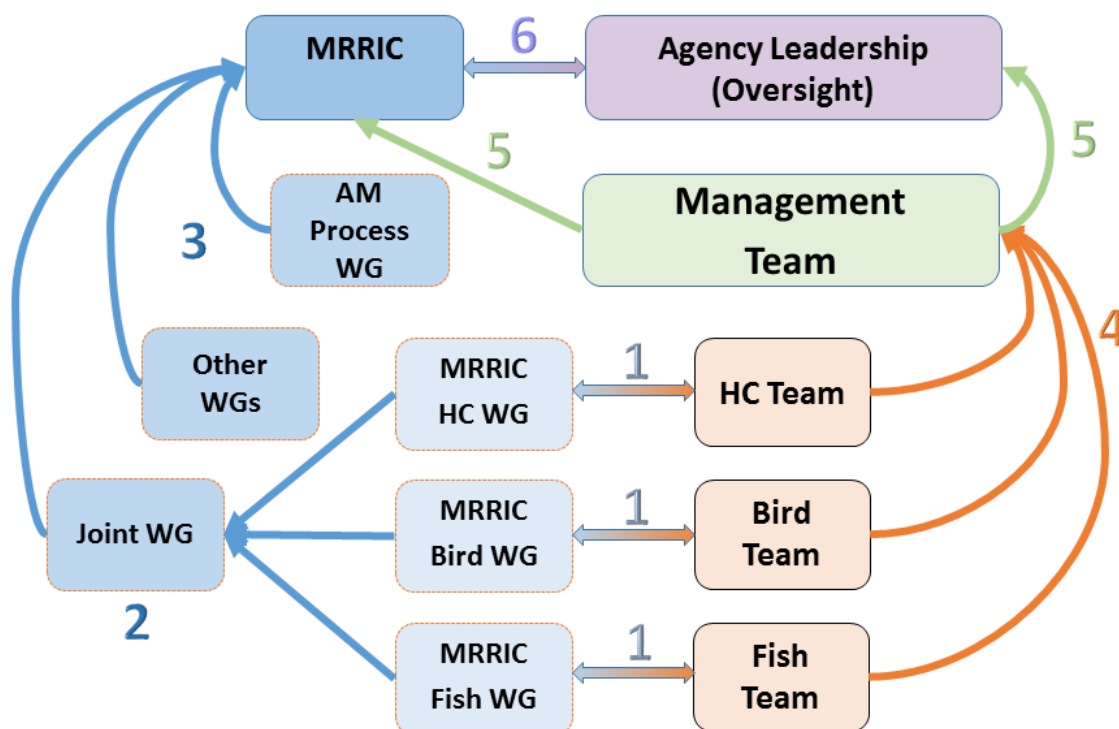 MRRIC
6
Agency Leadership
(Oversight)
5
5
AM
Process
WG
Management
Team
3
4
Other
WGs
MRRIC
HC WG
1
HC Team
Joint WG
MRRIC
Bird WG
1
Bird
Team
2
MRRIC
Fish WG
1
Fish
Team